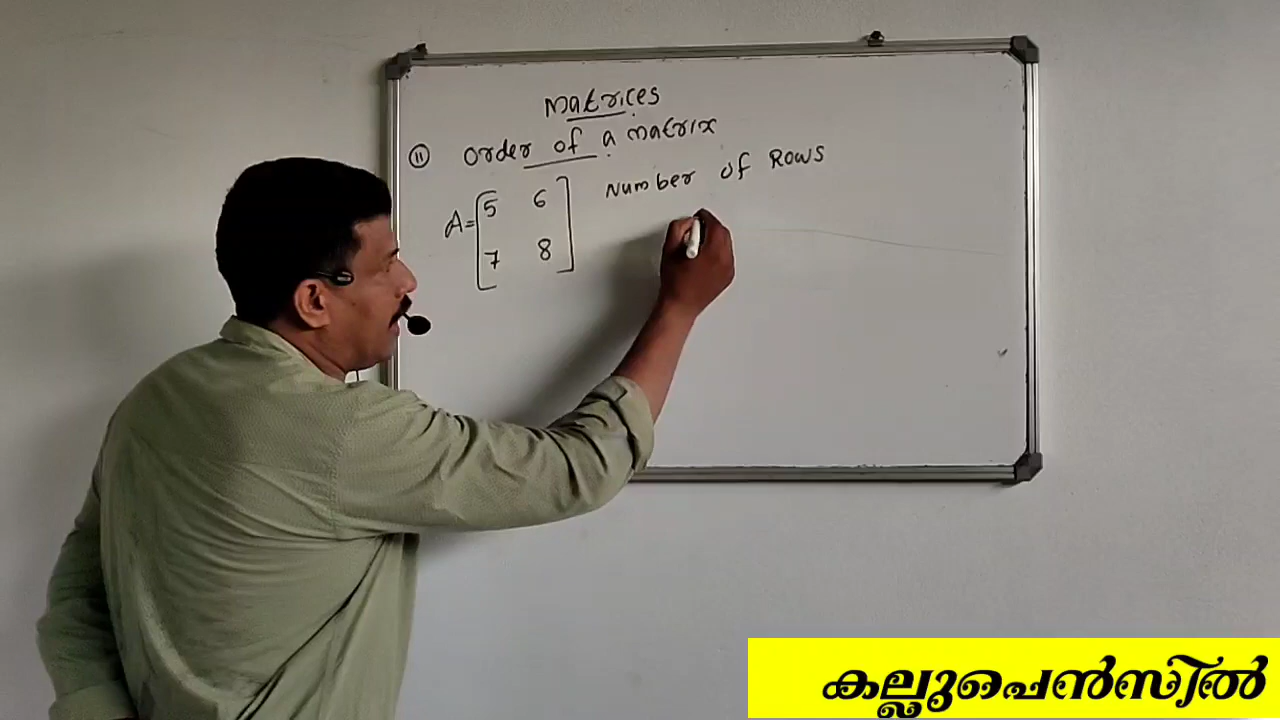 Matrices
(11) Order of a matrix
A= [5 6 Number of Rows
7 8]
കല്ലുപെൻസിൽ